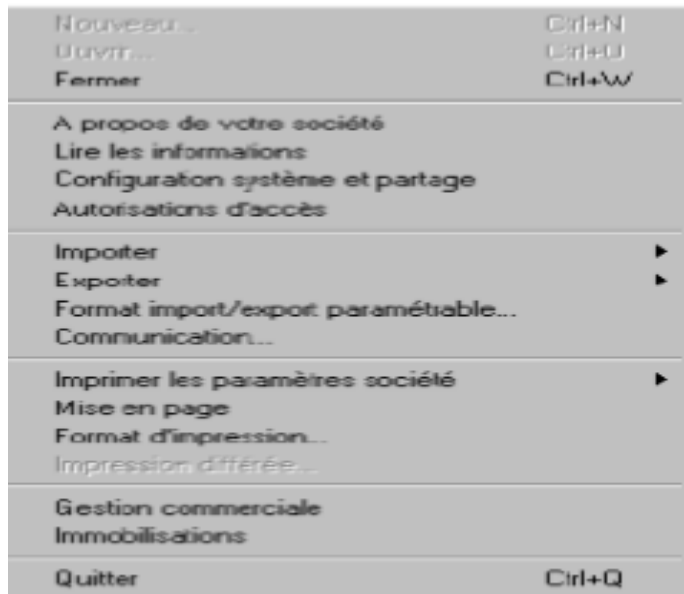 Nouveau... Ctrl+N
Ouvrir... Ctrl+O
Fermer Ctrl+W
A propos de votre société
Lire les informations
Configuration système et partage
Autorisations d'accès
Importer
Exporter
Format import/export paramétrable...
Communication...
Imprimer les paramètres société
Mise en page
Format d'impression...
Impression différée...
Gestion commerciale
Immobilisations
Quitter Ctrl+Q